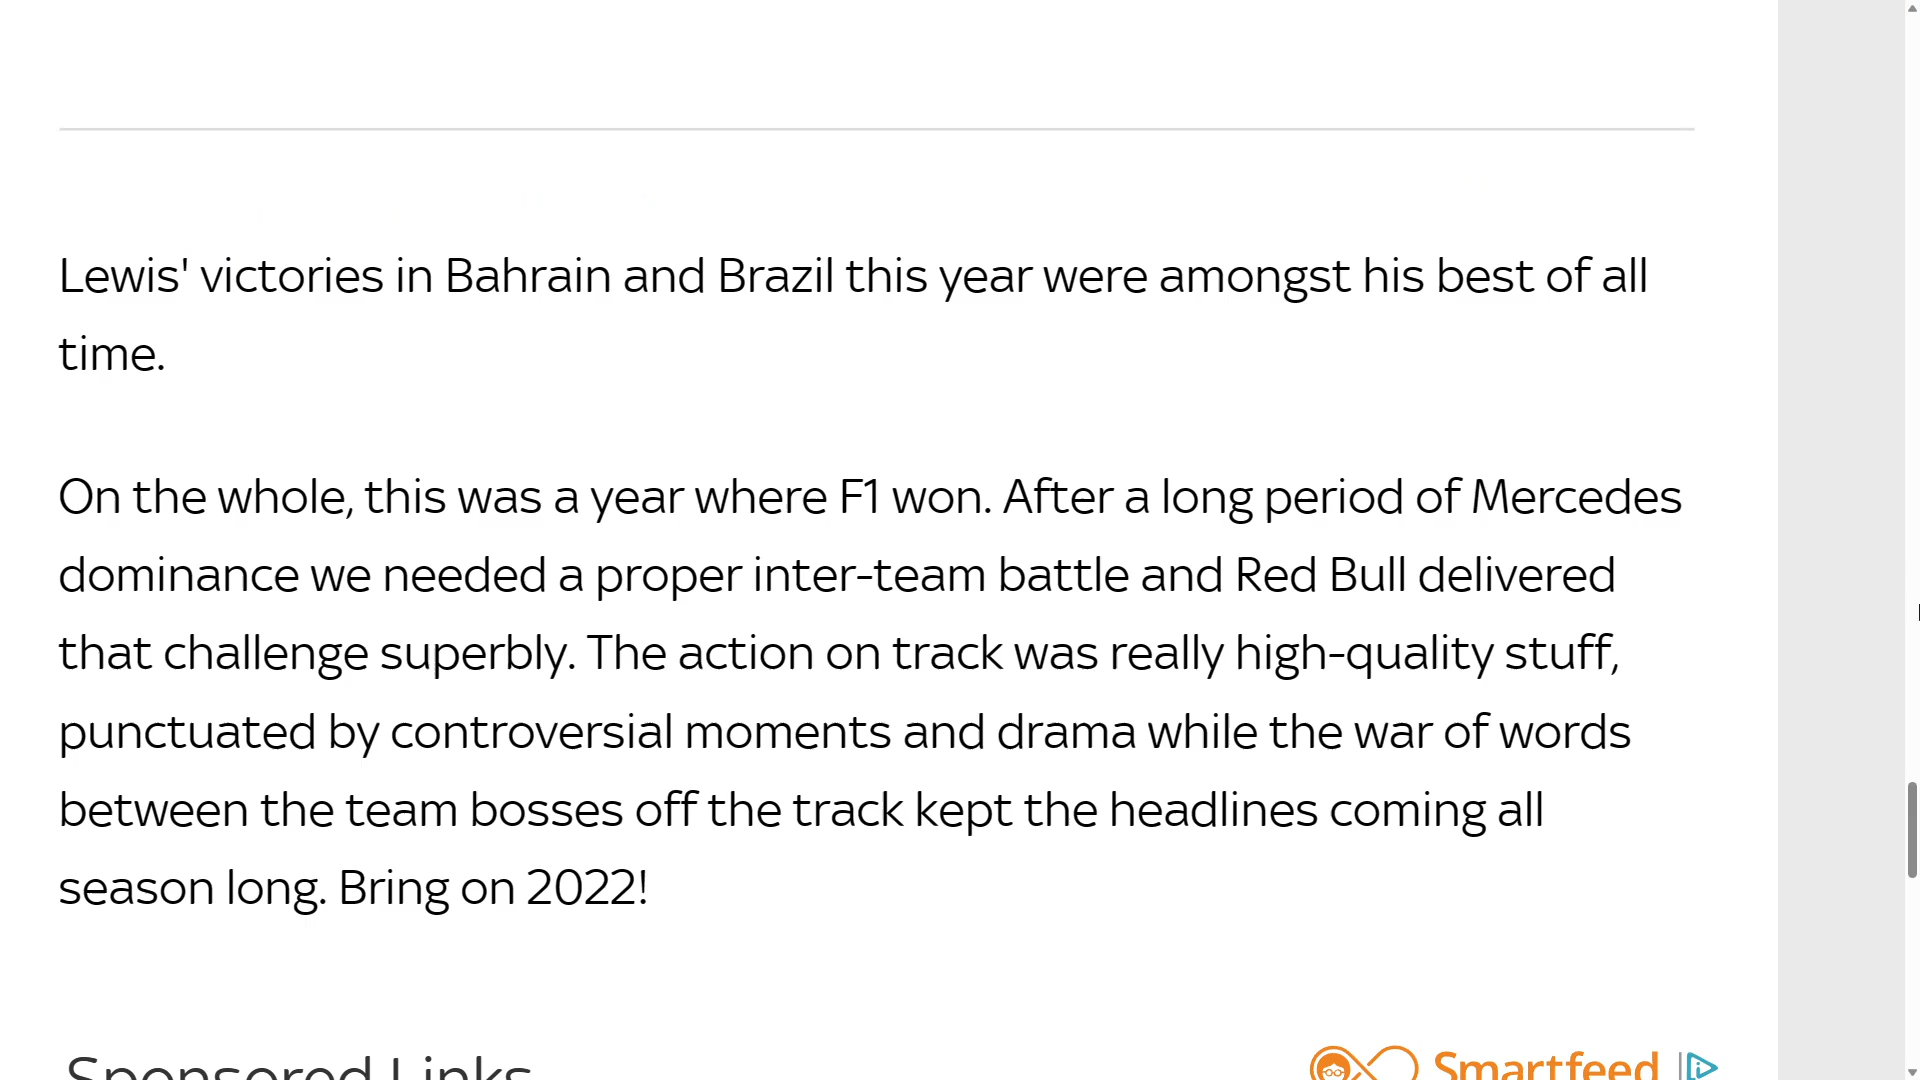 Lewis' victories in Bahrain and Brazil this year were amongst his best of all
time.
On the whole, this was a year where F1 won. After a long period of Mercedes
dominance we needed a proper inter-team battle and Red Bull delivered
that challenge superbly. The action on track was really high-quality stuff,
punctuated by controversial moments and drama while the war of words
between the team bosses off the track kept the headlines coming all
season long. Bring on 2022!
Sponsored Links
Smartfeed